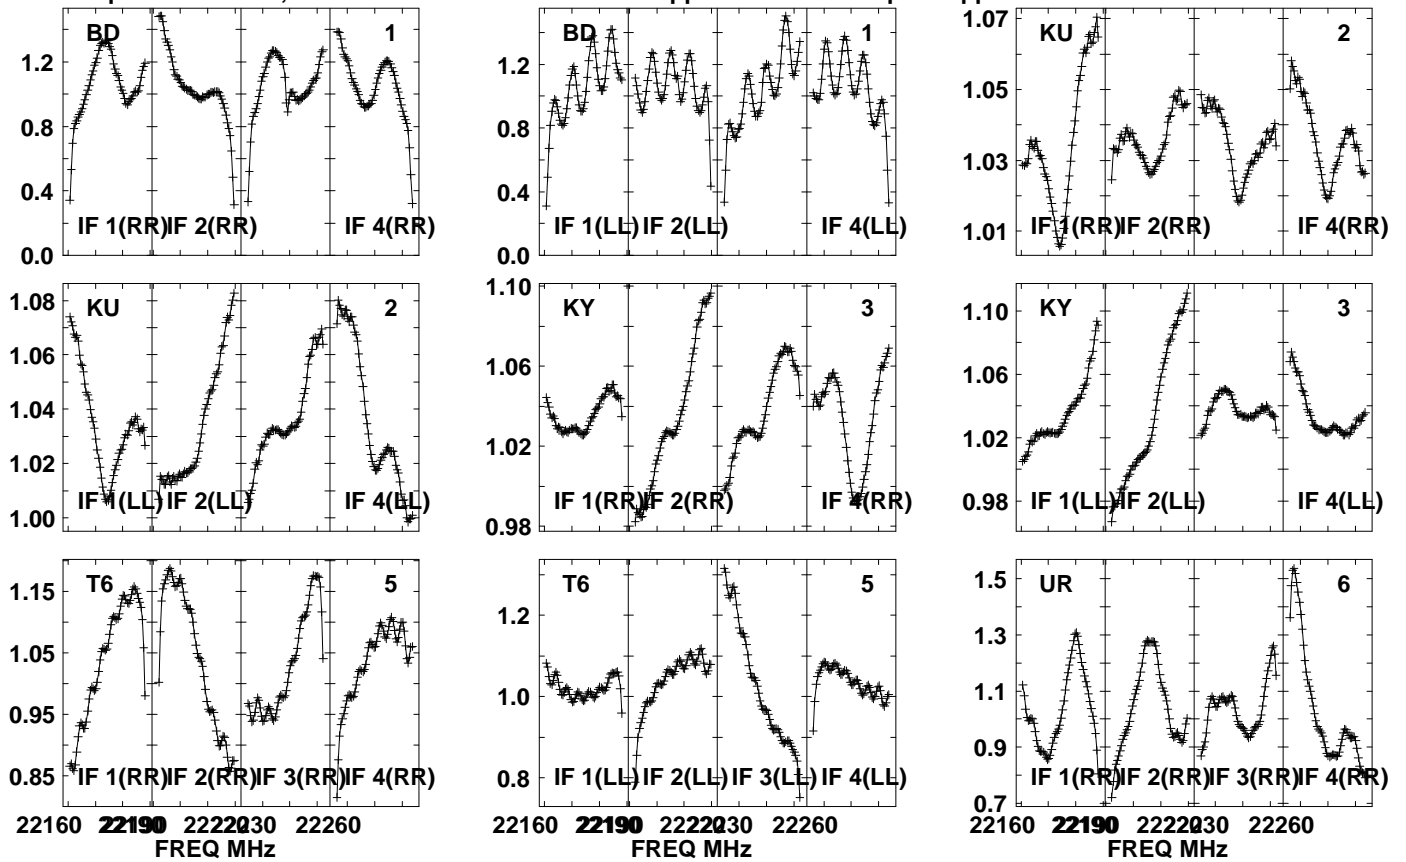 BD 1
1.2
0.8
0.4
0.0
IF 1(RR) IF 2(RR) IF 4(RR)
BD 1
1.2
1.0
0.8
0.6
0.4
0.2
0.0
IF 1(LL) IF 2(LL) IF 4(LL)
KU 2
1.07
1.05
1.03
1.01
IF 1(RR) IF 2(RR) IF 4(RR)
KU 2
1.08
1.06
1.04
1.02
1.00
IF 1(LL) IF 2(LL) IF 4(LL)
KY 3
1.10
1.06
1.02
0.98
IF 1(RR) IF 2(RR) IF 4(RR)
KY 3
1.10
1.06
1.02
0.98
IF 1(LL) IF 2(LL) IF 4(LL)
T6 5
1.15
1.05
0.95
0.85
IF 1(RR) IF 2(RR) IF 3(RR) IF 4(RR)
22160 22190 22220 22230 22260
FREQ MHz
T6 5
1.2
1.0
0.8
IF 1(LL) IF 2(LL) IF 3(LL) IF 4(LL)
22160 22190 22220 22230 22260
FREQ MHz
UR 6
1.5
1.3
1.1
0.9
0.7
IF 1(RR) IF 2(RR) IF 3(RR) IF 4(RR)
22160 22190 22220 22230 22260
FREQ MHz